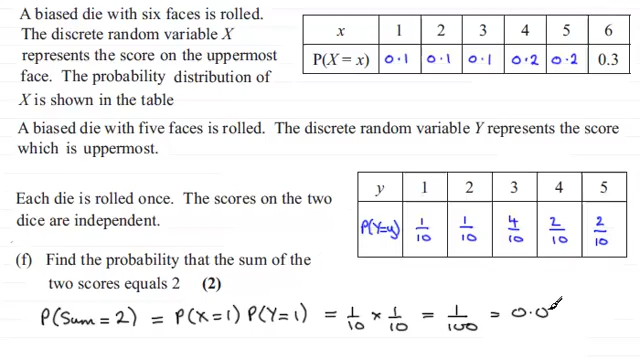 A biased die with six faces is rolled.
The discrete random variable X
represents the score on the uppermost
face. The probability distribution of
X is shown in the table
x 1 2 3 4 5 6
P(X = x) 0.1 0.1 0.1 0.2 0.2 0.3
A biased die with five faces is rolled. The discrete random variable Y represents the score
which is uppermost.
Each die is rolled once. The scores on the two
dice are independent.
y 1 2 3 4 5
P(Y=y) 1/10 1/10 4/10 2/10 2/10
(f) Find the probability that the sum of the
two scores equals 2 (2)
P(Sum = 2) = P(X=1) P(Y=1) = 1/10 × 1/10 = 1/100 = 0.0